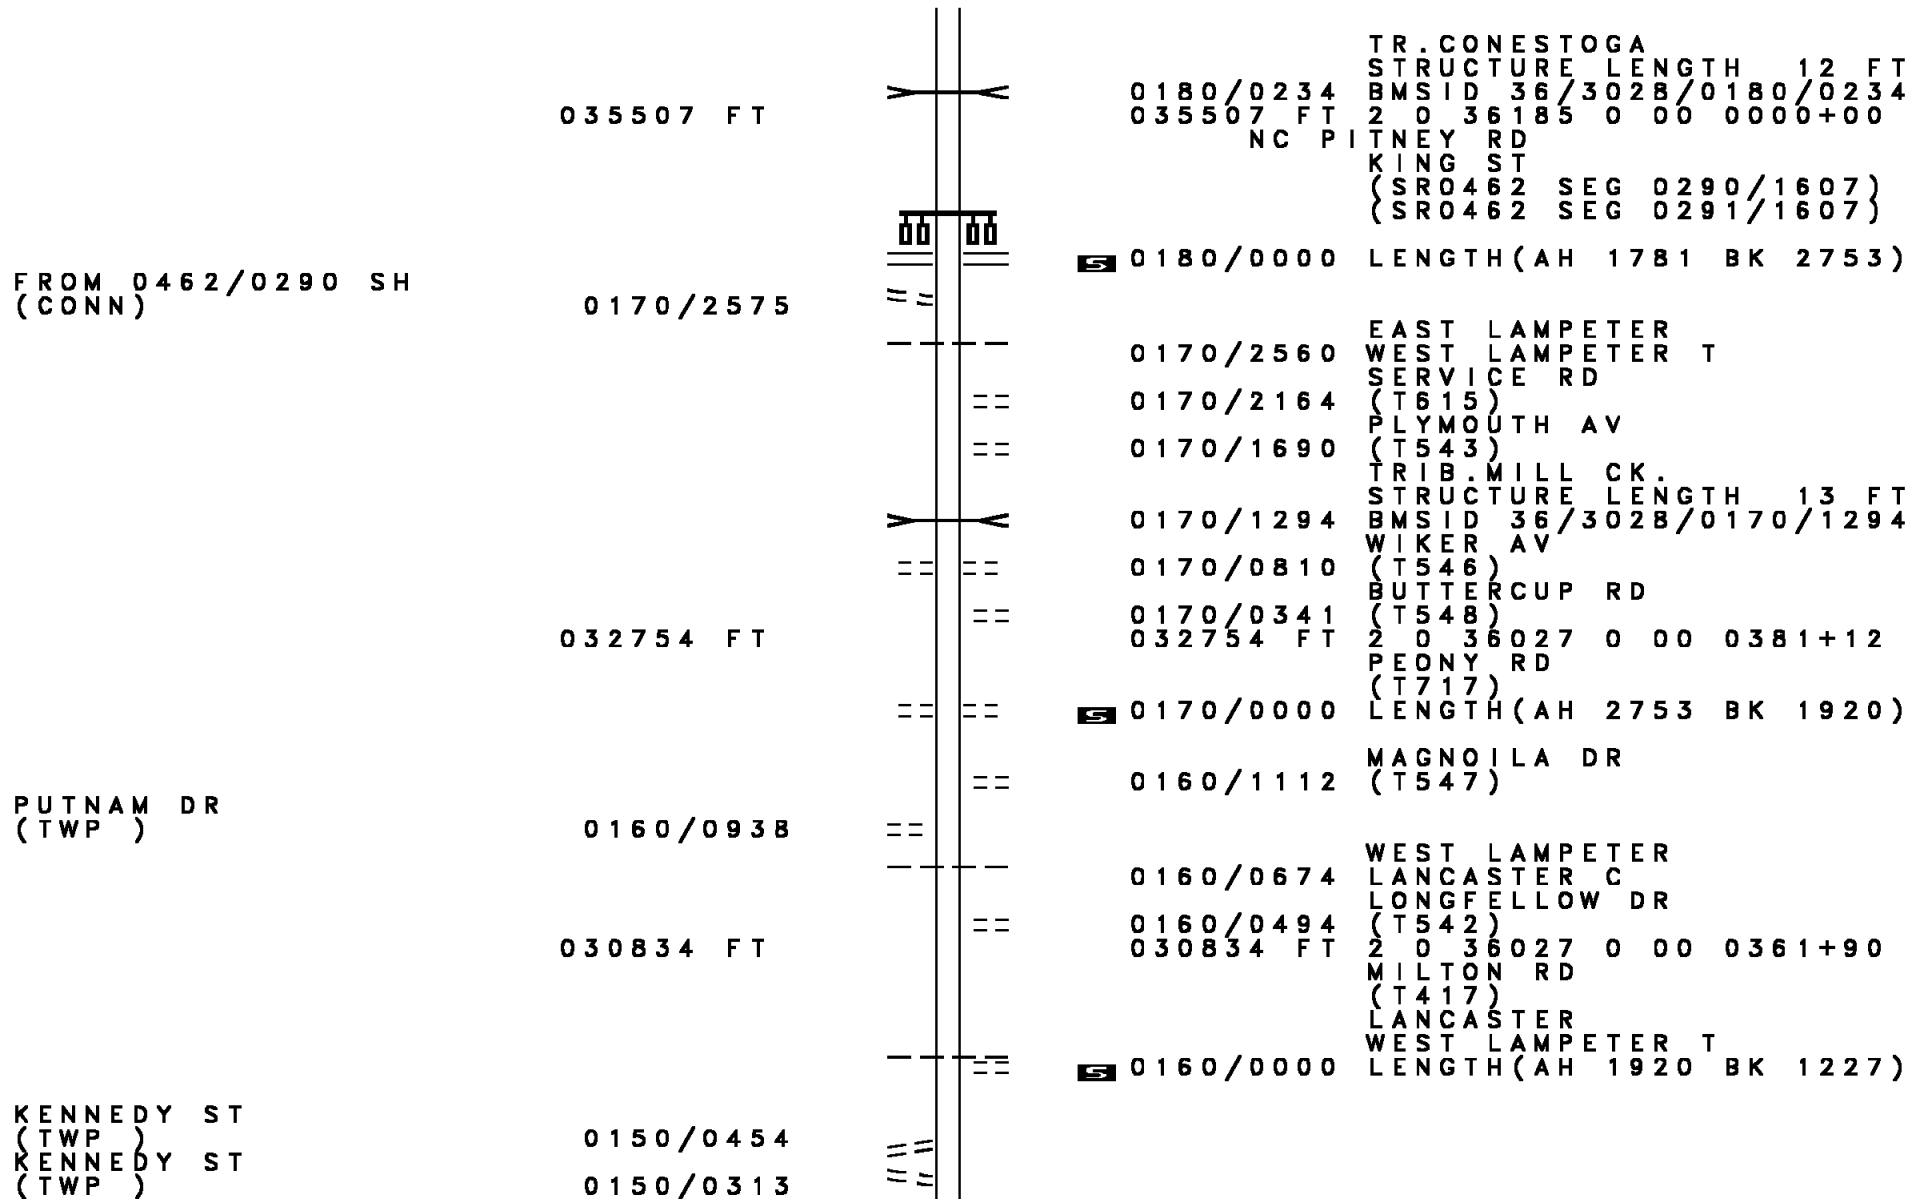 TR.CONESTOGA
STRUCTURE LENGTH 12 FT
0180/0234 BMSID 36/3028/0180/0234
035507 FT 035507 FT 2 0 36185 0 00 0000+00
NC PITNEY RD
KING ST
(SR0462 SEG 0290/1607)
(SR0462 SEG 0291/1607)
S 0180/0000 LENGTH(AH 1781 BK 2753)
FROM 0462/0290 SH
(CONN) 0170/2575
EAST LAMPETER
0170/2560 WEST LAMPETER T
SERVICE RD
0170/2164 (T615)
PLYMOUTH AV
0170/1690 (T543)
TRIB.MILL CK.
STRUCTURE LENGTH 13 FT
0170/1294 BMSID 36/3028/0170/1294
WIKER AV
0170/0810 (T546)
BUTTERCUP RD
0170/0341 (T548)
032754 FT 032754 FT 2 0 36027 0 00 0381+12
PEONY RD
(T717)
S 0170/0000 LENGTH(AH 2753 BK 1920)
MAGNOILA DR
0160/1112 (T547)
PUTNAM DR
(TWP ) 0160/0938
WEST LAMPETER
0160/0674 LANCASTER C
LONGFELLOW DR
0160/0494 (T542)
030834 FT 030834 FT 2 0 36027 0 00 0361+90
MILTON RD
(T417)
LANCASTER
WEST LAMPETER T
S 0160/0000 LENGTH(AH 1920 BK 1227)
KENNEDY ST
(TWP ) 0150/0454
KENNEDY ST
(TWP ) 0150/0313